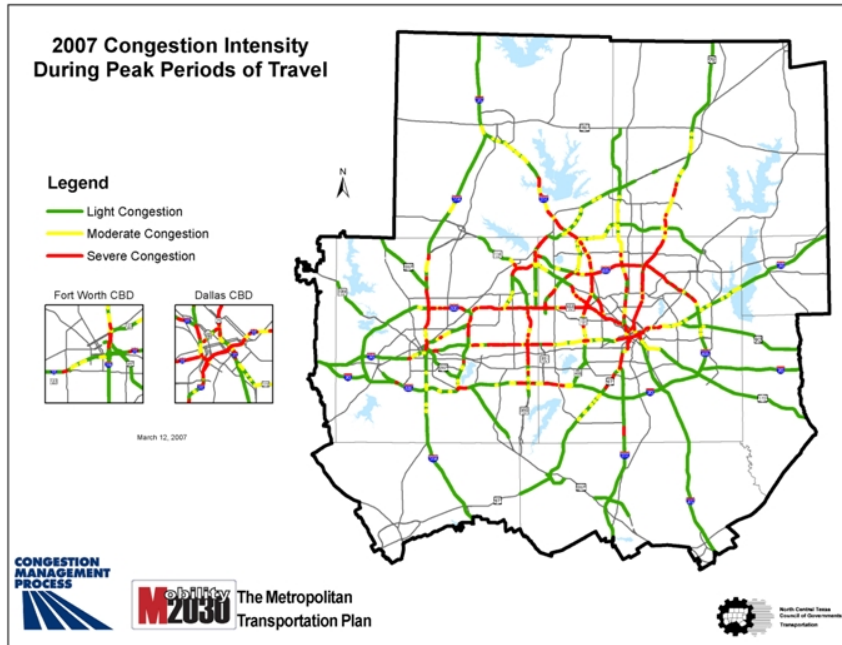 2007 Congestion Intensity
During Peak Periods of Travel
N
Legend
Light Congestion
Moderate Congestion
Severe Congestion
Fort Worth CBD
Dallas CBD
March 12, 2007
CONGESTION
MANAGEMENT
PROCESS
Mobility
2030
The Metropolitan
Transportation Plan
North Central Texas
Council of Governments
Transportation